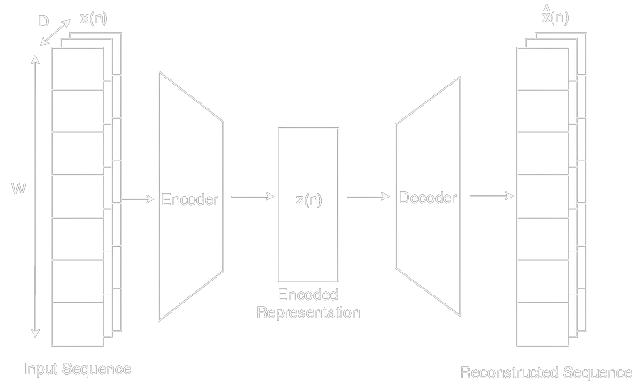 D x(n)
x̂(n)
W
Encoder
z(n)
Decoder
Encoded
Representation
Input Sequence
Reconstructed Sequence